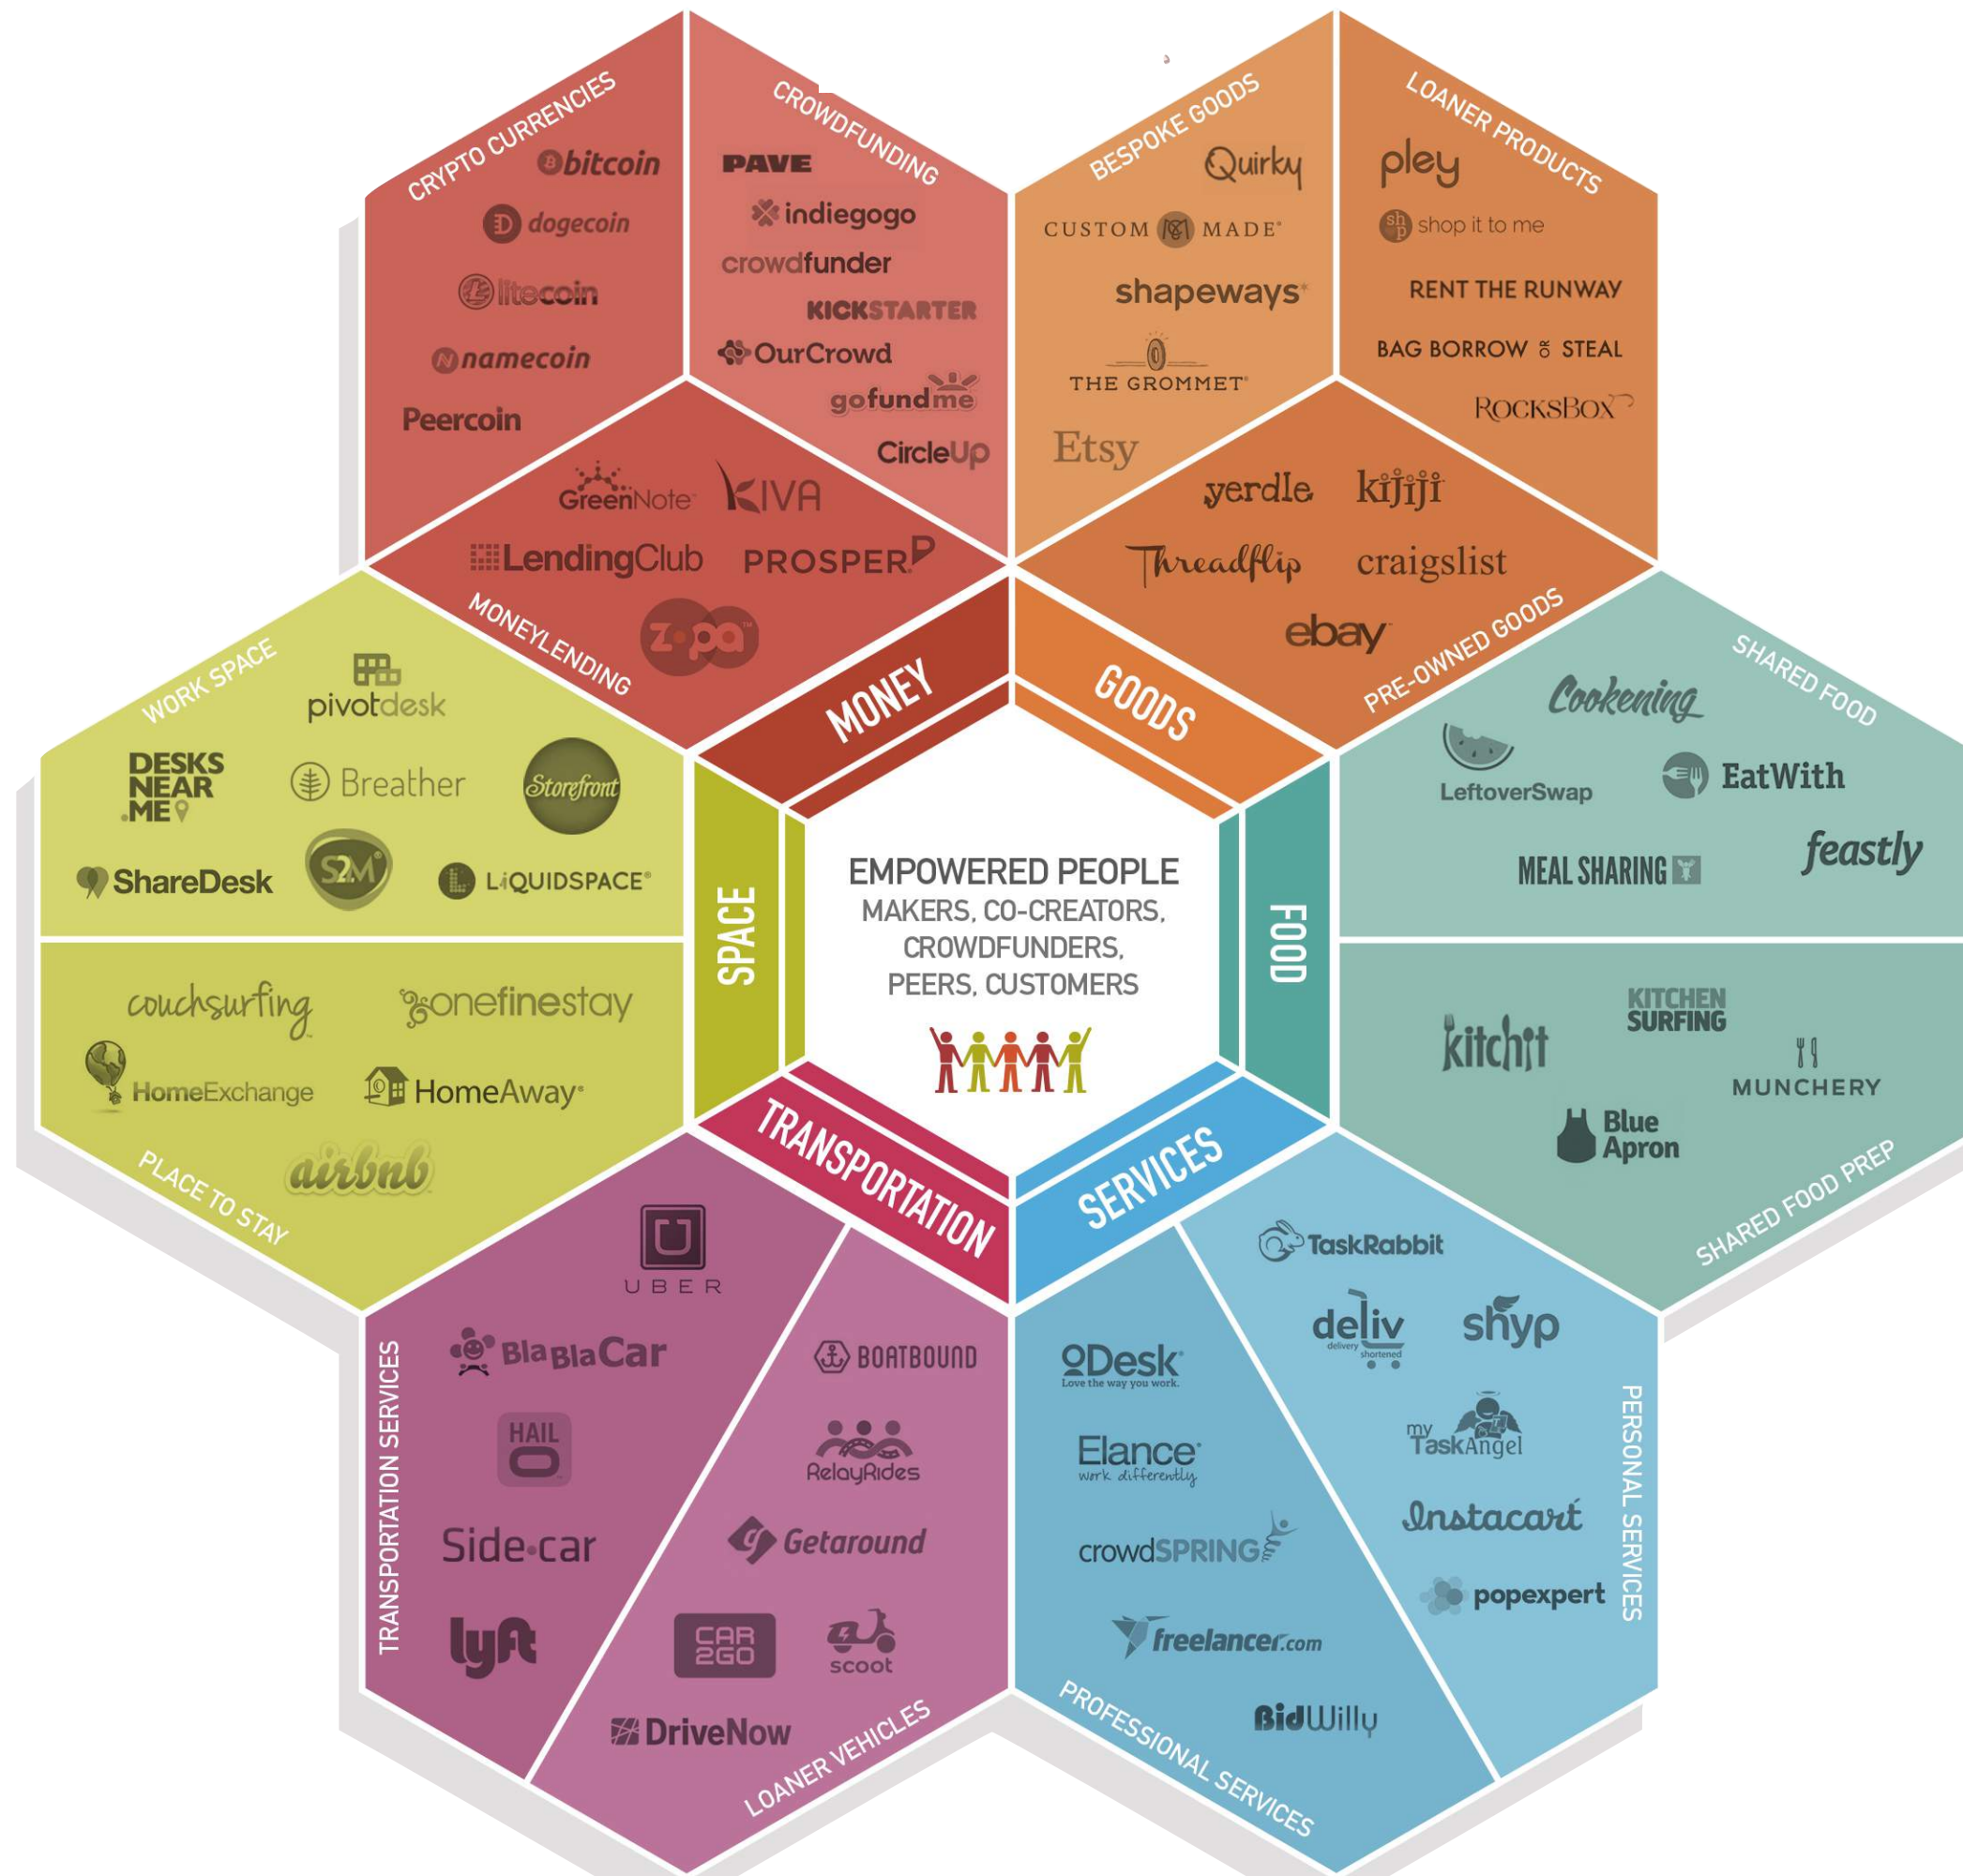 CRYPTO CURRENCIES
bitcoin
dogecoin
litecoin
namecoin
Peercoin
CROWDFUNDING
PAVE
indiegogo
crowdfunder
KICKSTARTER
OurCrowd
gofundme
CircleUp
GreenNote
KIVA
LendingClub
PROSPER
zopa™
MONEYLENDING
MONEY
BESPOKE GOODS
Quirky
CUSTOM MADE®
shapeways*
THE GROMMET®
Etsy
LOANER PRODUCTS
pley
shp shop it to me
RENT THE RUNWAY
BAG BORROW OR STEAL
ROCKSBOX
yerdle
kijiji
Threadflip
craigslist
ebay
PRE-OWNED GOODS
GOODS
WORK SPACE
pivotdesk
DESKS
NEAR
.ME
Breather
Storefront
ShareDesk
S2M®
LiQUIDSPACE®
couchsurfing
onefinestay
HomeExchange
HomeAway®
airbnb
PLACE TO STAY
SPACE
EMPOWERED PEOPLE
MAKERS, CO-CREATORS,
CROWDFUNDERS,
PEERS, CUSTOMERS
FOOD
SHARED FOOD
Cookening
LeftoverSwap
EatWith
MEAL SHARING
feastly
kitchit
KITCHEN
SURFING
MUNCHERY
Blue
Apron
SHARED FOOD PREP
TRANSPORTATION
TRANSPORTATION SERVICES
UBER
BlaBlaCar
HAILO
Side.car
lyft
BOATBOUND
RelayRides
Getaround
CAR
2GO
scoot
DriveNow
LOANER VEHICLES
SERVICES
oDesk®
Love the way you work.
Elance®
work differently
crowdSPRING
freelancer.com
BidWilly
PROFESSIONAL SERVICES
TaskRabbit
deliv
delivery shortened
shyp
my
TaskAngel
Instacart
popexpert
PERSONAL SERVICES